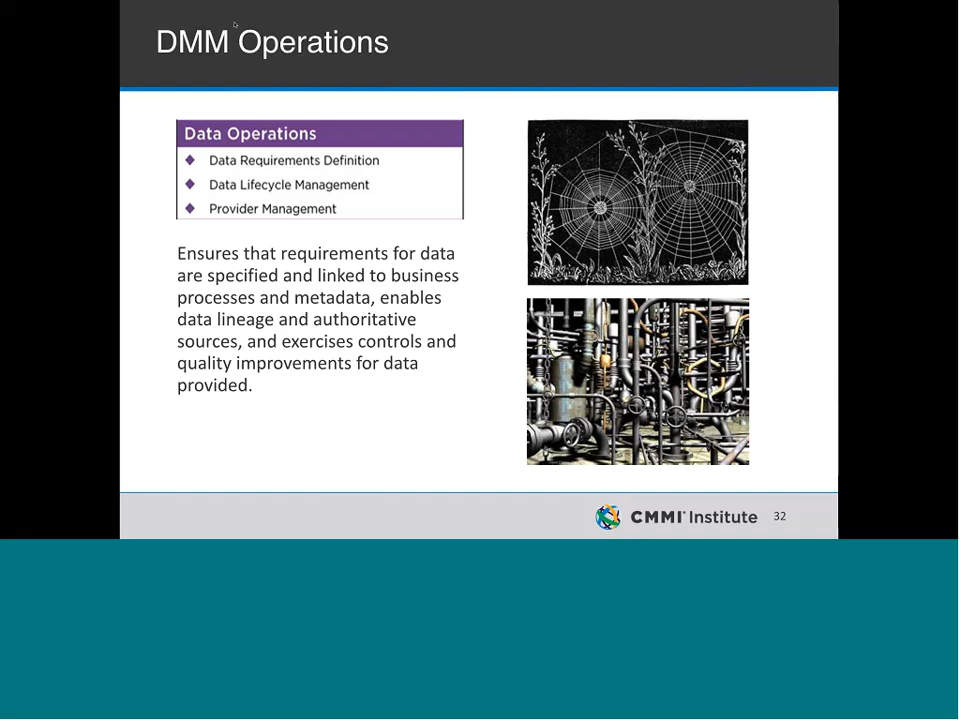 DMM Operations
Data Operations
Data Requirements Definition
Data Lifecycle Management
Provider Management
Ensures that requirements for data
are specified and linked to business
processes and metadata, enables
data lineage and authoritative
sources, and exercises controls and
quality improvements for data
provided.
CMMI® Institute 32